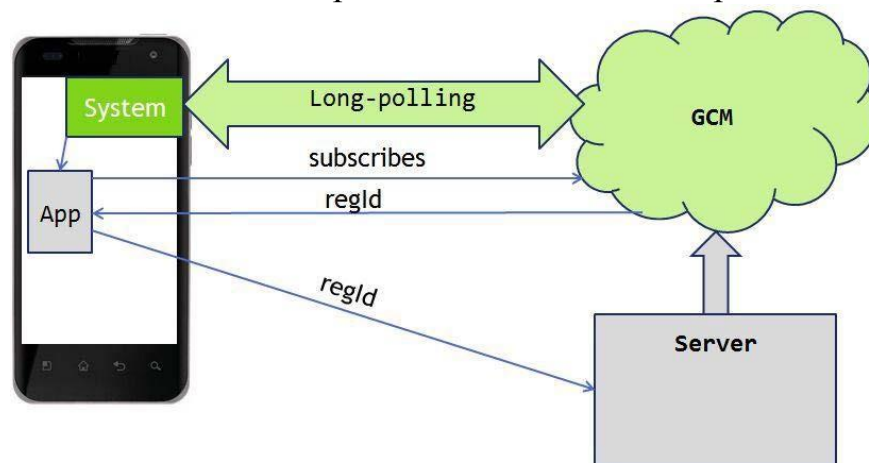 System
Long-polling
GCM
subscribes
regId
App
regId
Server